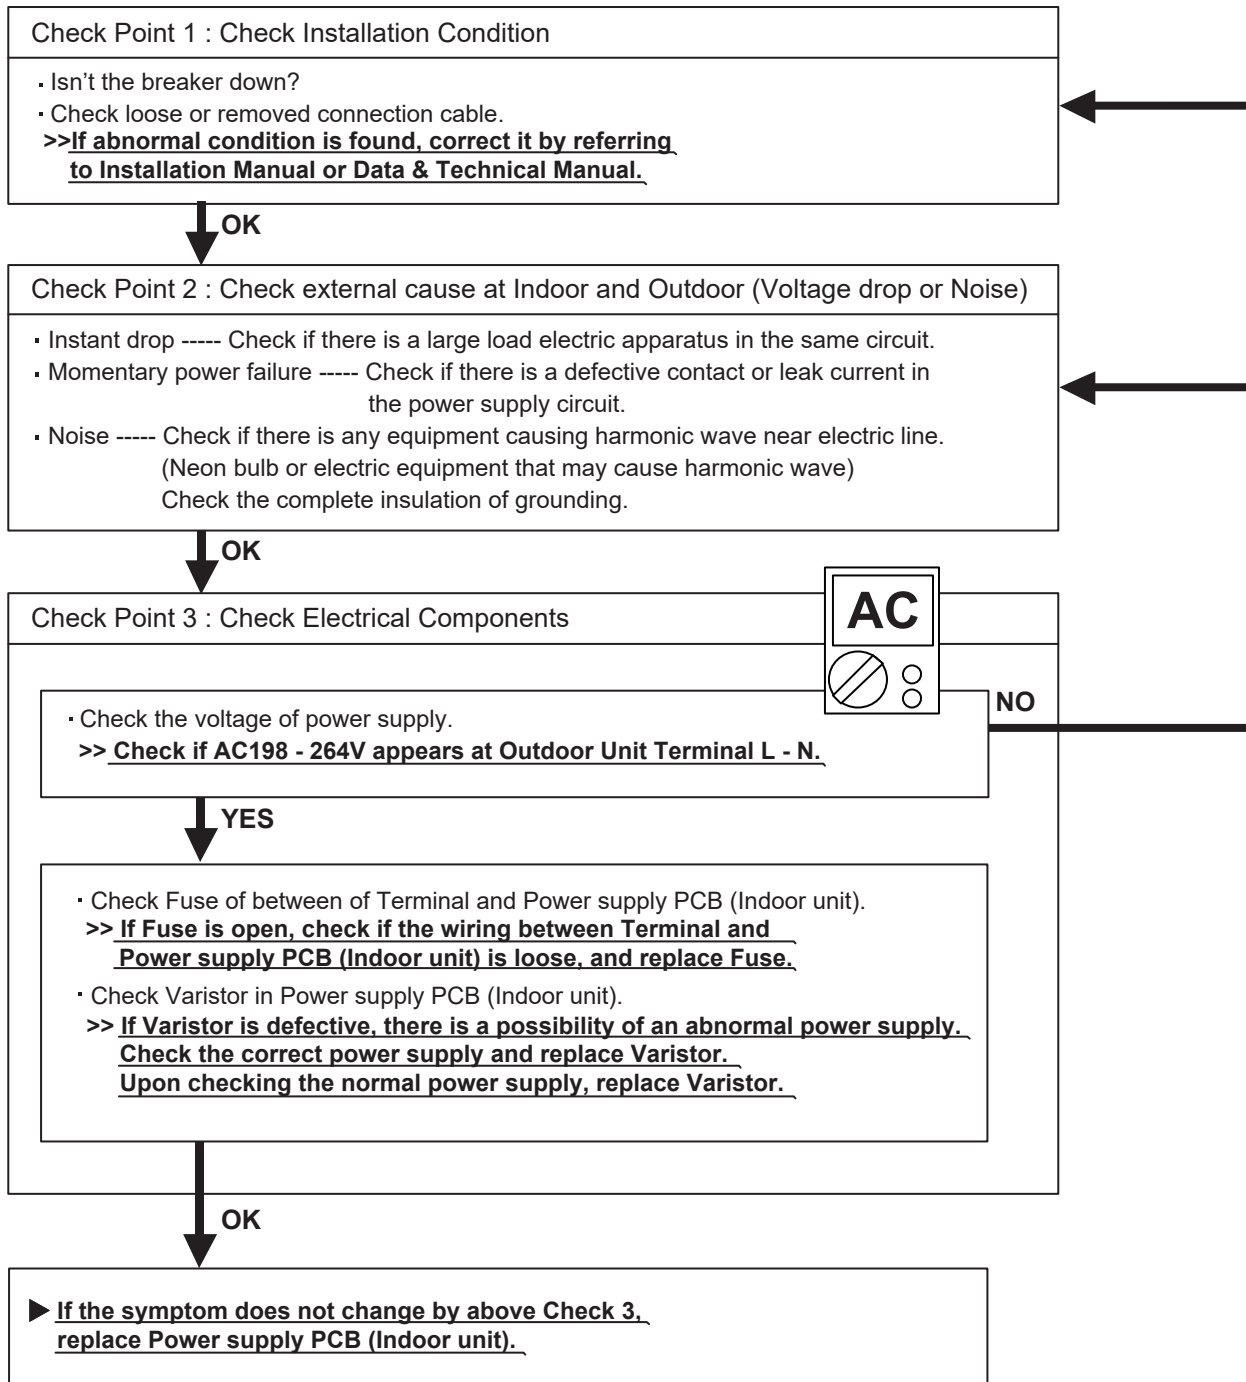 Check Point 1 : Check Installation Condition
· Isn’t the breaker down?
· Check loose or removed connection cable.
>>If abnormal condition is found, correct it by referring
to Installation Manual or Data & Technical Manual.
OK
Check Point 2 : Check external cause at Indoor and Outdoor (Voltage drop or Noise)
· Instant drop ----- Check if there is a large load electric apparatus in the same circuit.
· Momentary power failure ----- Check if there is a defective contact or leak current in
the power supply circuit.
· Noise ----- Check if there is any equipment causing harmonic wave near electric line.
(Neon bulb or electric equipment that may cause harmonic wave)
Check the complete insulation of grounding.
OK
Check Point 3 : Check Electrical Components
AC
NO
· Check the voltage of power supply.
>> Check if AC198 - 264V appears at Outdoor Unit Terminal L - N.
YES
· Check Fuse of between of Terminal and Power supply PCB (Indoor unit).
>> If Fuse is open, check if the wiring between Terminal and
Power supply PCB (Indoor unit) is loose, and replace Fuse.
· Check Varistor in Power supply PCB (Indoor unit).
>> If Varistor is defective, there is a possibility of an abnormal power supply.
Check the correct power supply and replace Varistor.
Upon checking the normal power supply, replace Varistor.
OK
▶ If the symptom does not change by above Check 3,
replace Power supply PCB (Indoor unit).